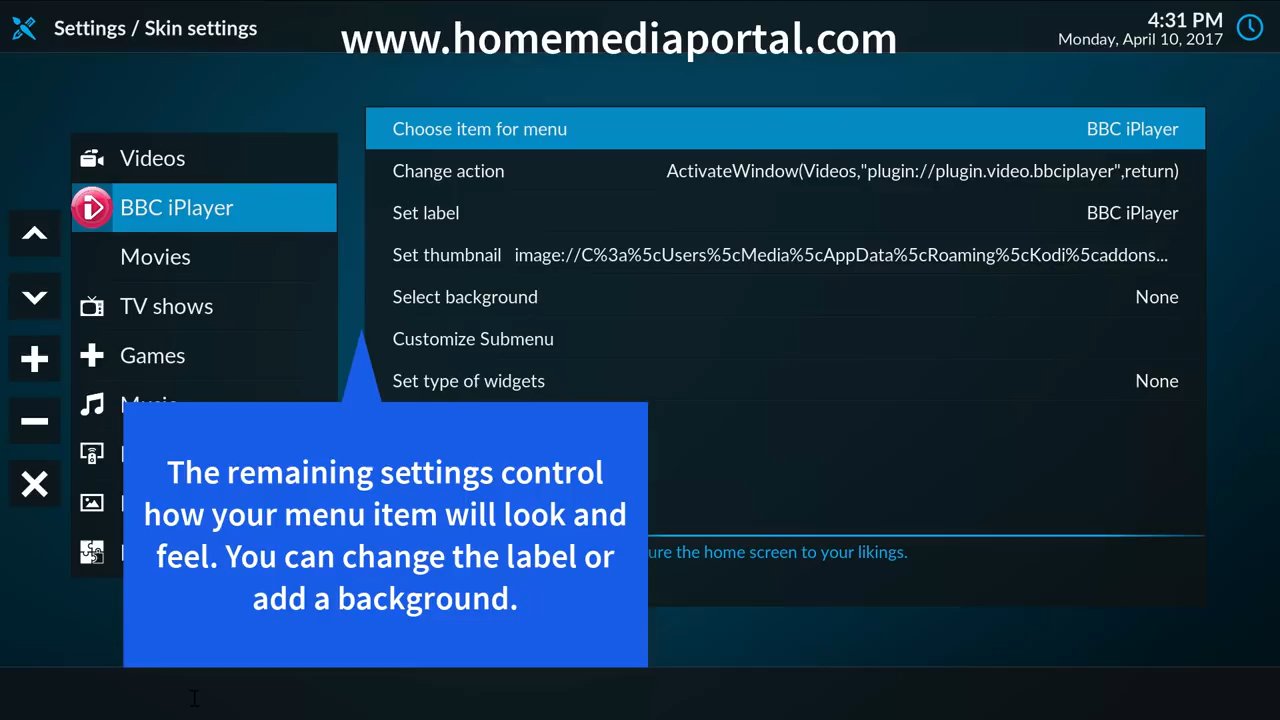 Settings / Skin settings
www.homemediaportal.com
4:31 PM
Monday, April 10, 2017
Videos
BBC iPlayer
Movies
TV shows
Games
Choose item for menu BBC iPlayer
Change action ActivateWindow(Videos,"plugin://plugin.video.bbciplayer",return)
Set label BBC iPlayer
Set thumbnail image://C%3a%5cUsers%5cMedia%5cAppData%5cRoaming%5cKodi%5caddons...
Select background None
Customize Submenu
Set type of widgets None
The remaining settings control
how your menu item will look and
feel. You can change the label or
add a background.
ure the home screen to your likings.